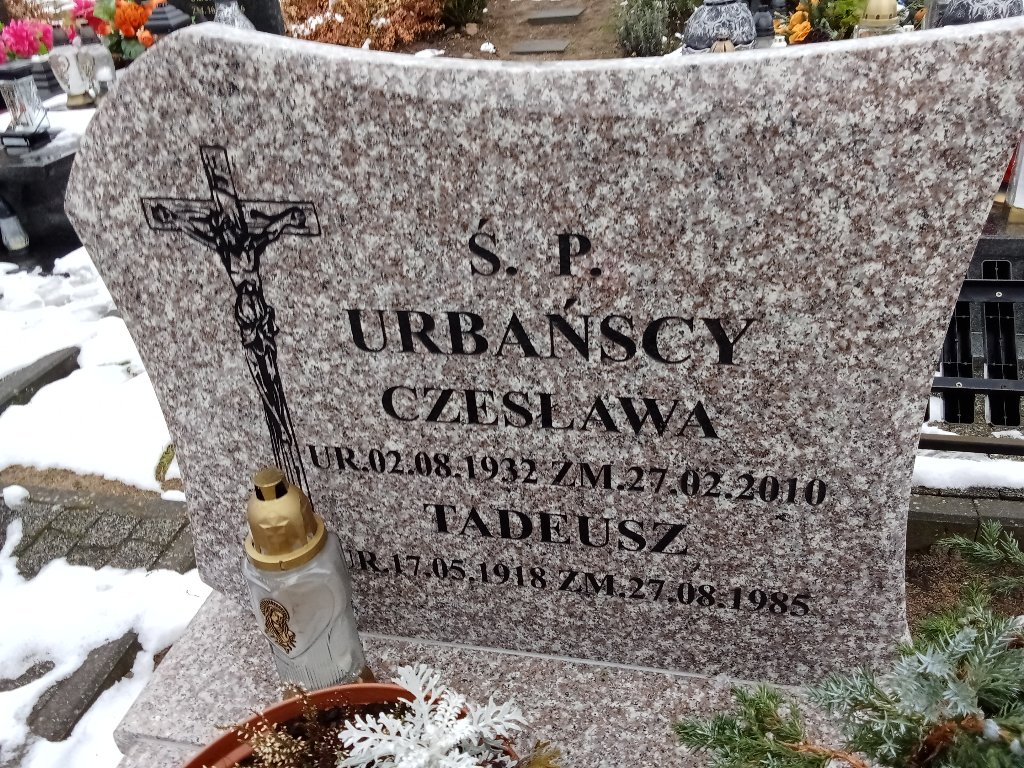 Ś. P.
URBAŃSCY
CZESŁAWA
UR.02.08.1932 ZM.27.02.2010
TADEUSZ
UR.17.05.1918 ZM.27.08.1985